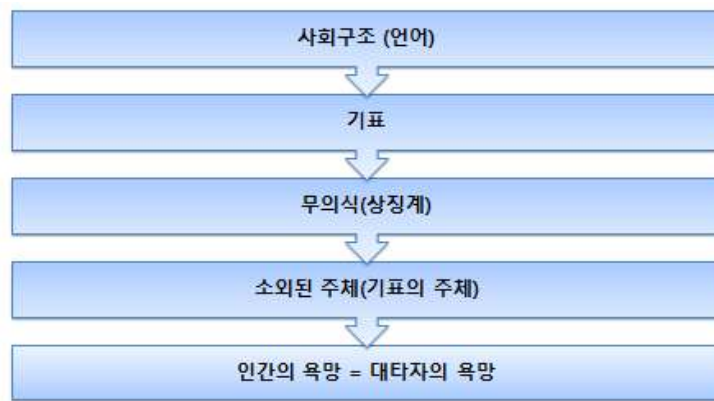 사회구조 (언어)
기표
무의식(상징계)
소외된 주체(기표의 주체)
인간의 욕망 = 대타자의 욕망